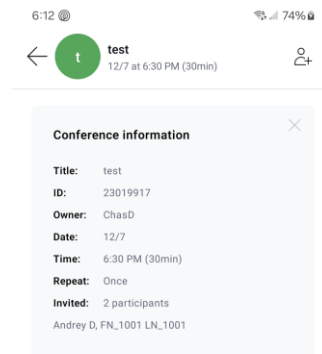 6:12
74%
t
test
12/7 at 6:30 PM (30min)
Conference information
Title: test
ID: 23019917
Owner: ChasD
Date: 12/7
Time: 6:30 PM (30min)
Repeat: Once
Invited: 2 participants
Andrey D, FN_1001 LN_1001